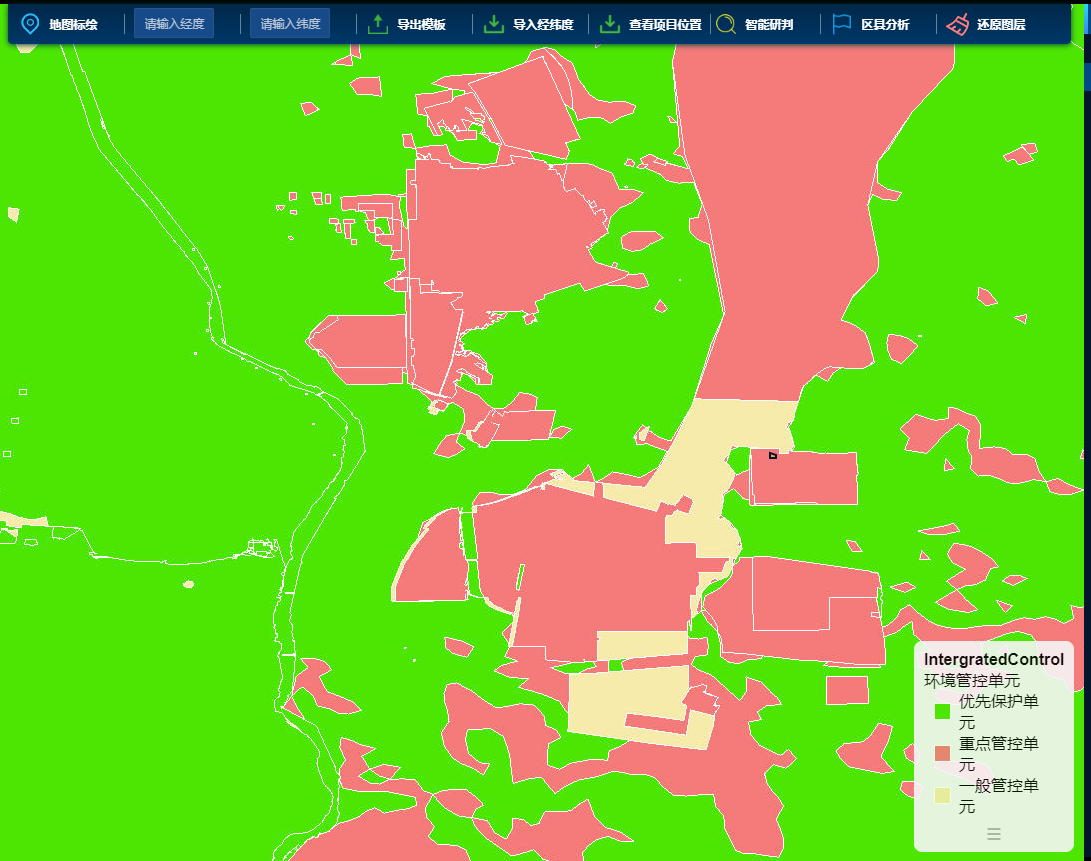 地图标绘 请输入经度 请输入纬度 导出模板 导入经纬度 查看项目位置 智能研判 区县分析 还原图层
IntergratedControl
环境管控单元
优先保护单
元
重点管控单
元
一般管控单
元